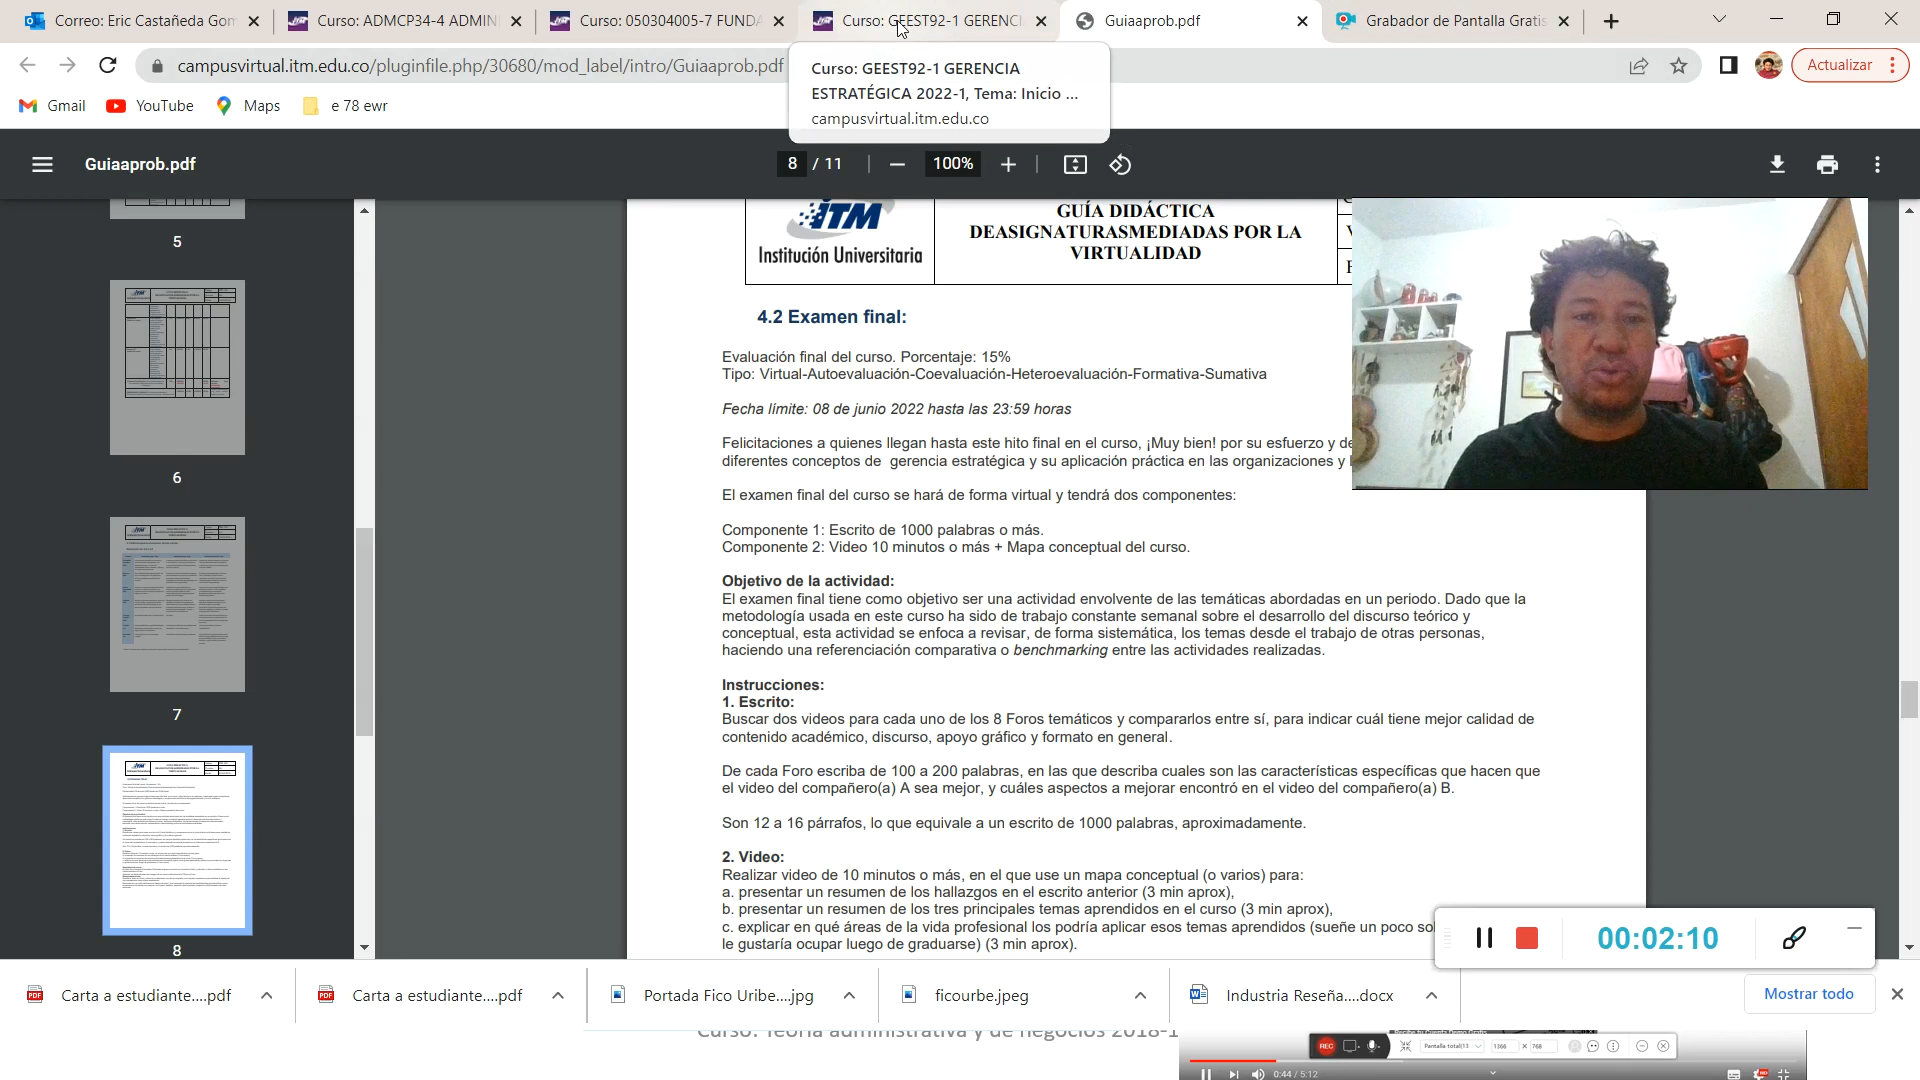 Correo: Eric Castañeda Gom
Curso: ADMCP34-4 ADMIN
Curso: 050304005-7 FUNDA
Curso: GEEST92-1 GERENCI
Guiaaprob.pdf
Grabador de Pantalla Gratis
campusvirtual.itm.edu.co/pluginfile.php/30680/mod_label/intro/Guiaaprob.pdf
Actualizar
Curso: GEEST92-1 GERENCIA
ESTRATÉGICA 2022-1, Tema: Inicio ...
campusvirtual.itm.edu.co
Gmail
YouTube
Maps
e 78 ewr
Guiaaprob.pdf
8 / 11
100%
5
6
7
8
ITM
Institución Universitaria
GUÍA DIDÁCTICA
DEASIGNATURASMEDIADAS POR LA
VIRTUALIDAD
4.2 Examen final:
Evaluación final del curso. Porcentaje: 15%
Tipo: Virtual-Autoevaluación-Coevaluación-Heteroevaluación-Formativa-Sumativa
Fecha límite: 08 de junio 2022 hasta las 23:59 horas
Felicitaciones a quienes llegan hasta este hito final en el curso, ¡Muy bien! por su esfuerzo y de
diferentes conceptos de gerencia estratégica y su aplicación práctica en las organizaciones y l
El examen final del curso se hará de forma virtual y tendrá dos componentes:
Componente 1: Escrito de 1000 palabras o más.
Componente 2: Video 10 minutos o más + Mapa conceptual del curso.
Objetivo de la actividad:
El examen final tiene como objetivo ser una actividad envolvente de las temáticas abordadas en un periodo. Dado que la
metodología usada en este curso ha sido de trabajo constante semanal sobre el desarrollo del discurso teórico y
conceptual, esta actividad se enfoca a revisar, de forma sistemática, los temas desde el trabajo de otras personas,
haciendo una referenciación comparativa o benchmarking entre las actividades realizadas.
Instrucciones:
1. Escrito:
Buscar dos videos para cada uno de los 8 Foros temáticos y compararlos entre sí, para indicar cuál tiene mejor calidad de
contenido académico, discurso, apoyo gráfico y formato en general.
De cada Foro escriba de 100 a 200 palabras, en las que describa cuales son las características específicas que hacen que
el video del compañero(a) A sea mejor, y cuáles aspectos a mejorar encontró en el video del compañero(a) B.
Son 12 a 16 párrafos, lo que equivale a un escrito de 1000 palabras, aproximadamente.
2. Video:
Realizar video de 10 minutos o más, en el que use un mapa conceptual (o varios) para:
a. presentar un resumen de los hallazgos en el escrito anterior (3 min aprox),
b. presentar un resumen de los tres principales temas aprendidos en el curso (3 min aprox),
c. explicar en qué áreas de la vida profesional los podría aplicar esos temas aprendidos (sueñe un poco so
le gustaría ocupar luego de graduarse) (3 min aprox).
00:02:10
Carta a estudiante....pdf
Carta a estudiante....pdf
Portada Fico Uribe....jpg
ficourbe.jpeg
Industria Reseña....docx
Mostrar todo
Curso: Teoría administrativa y de negocios 2018-1
REC
Pantalla total(13
1366 × 768
0:44 / 5:12